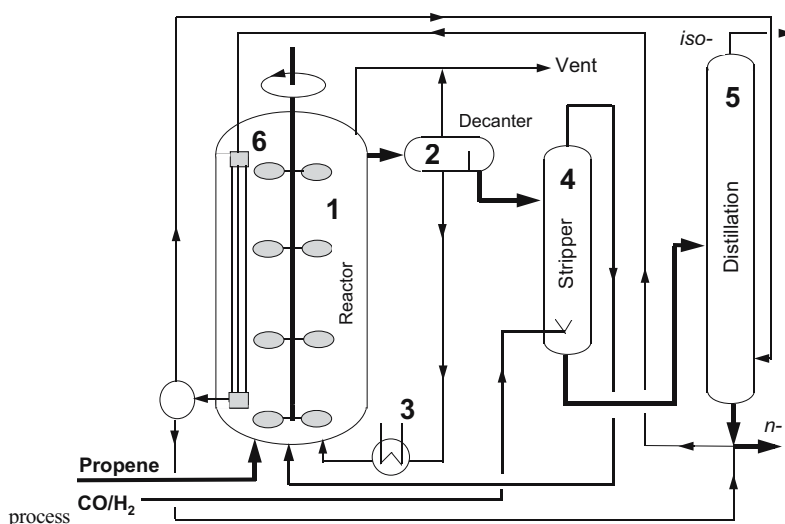 iso-
5
Vent
Decanter
6
2
4
1
Reactor
Stripper
Distillation
3
n-
Propene
CO/H2
process